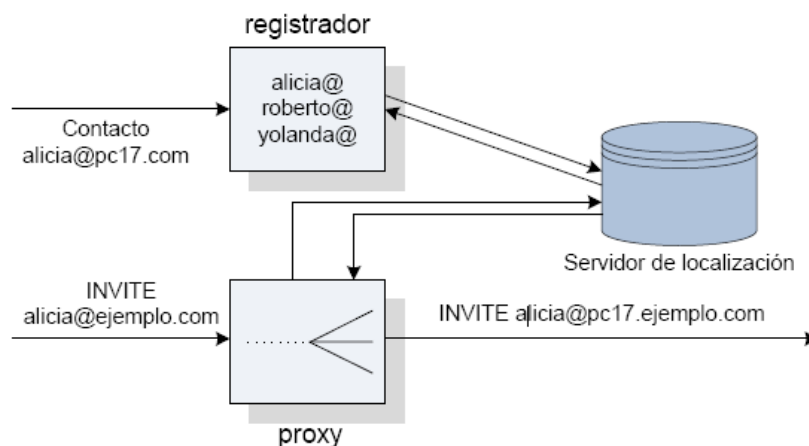 registrador
alicia@
roberto@
yolanda@
Contacto
alicia@pc17.com
Servidor de localización
INVITE
alicia@ejemplo.com
INVITE alicia@pc17.ejemplo.com
proxy